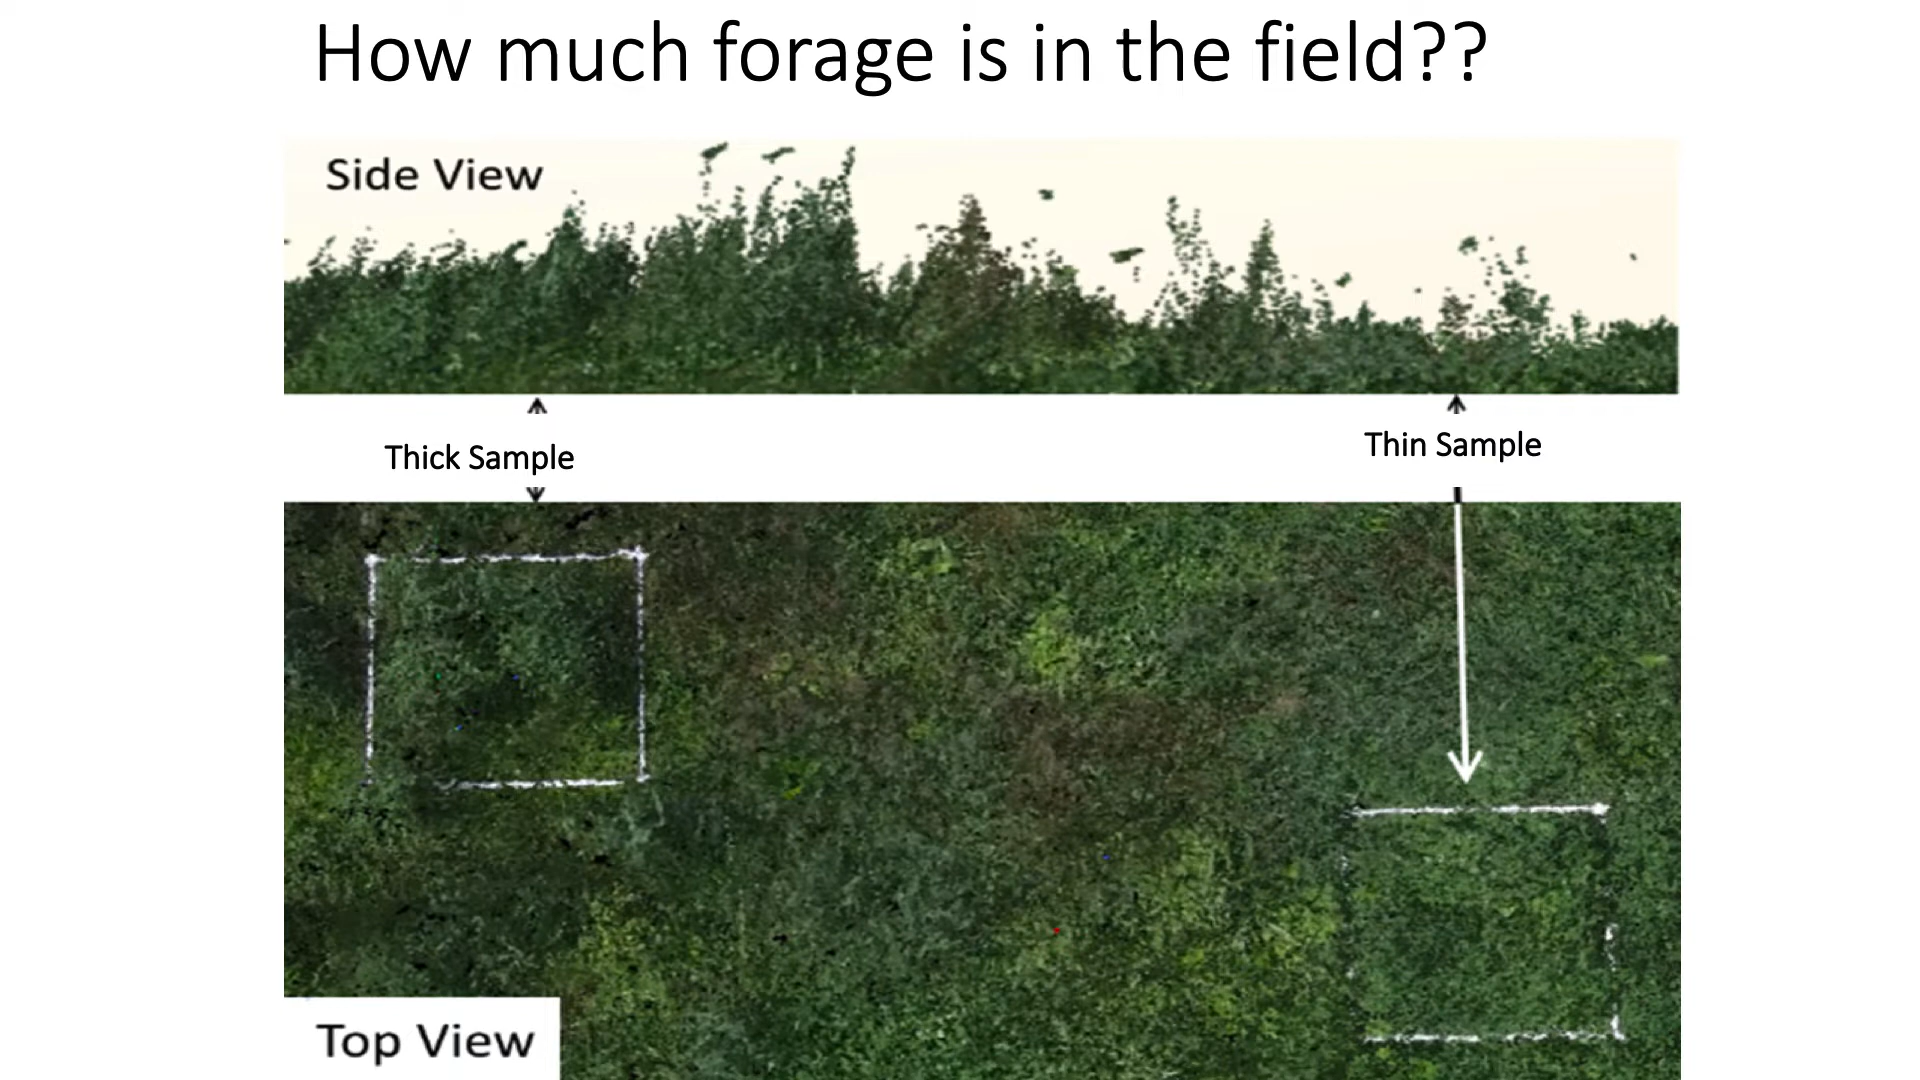 How much forage is in the field??
Side View
Thick Sample
Thin Sample
Top View